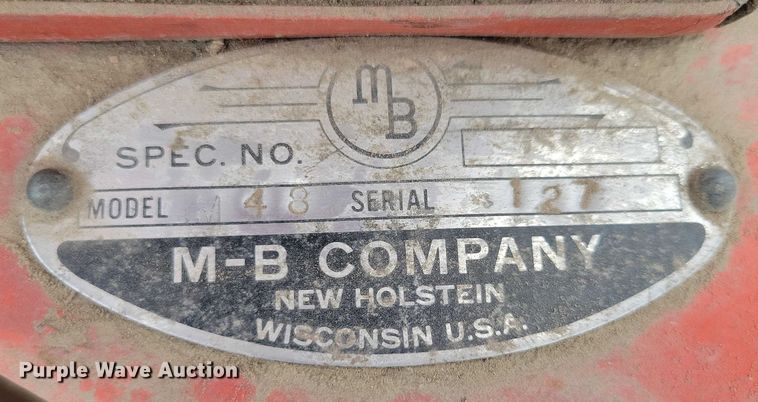 MB
SPEC. NO.
MODEL 48 SERIAL 127
M-B COMPANY
NEW HOLSTEIN
WISCONSIN U.S.A.
Purple Wave Auction